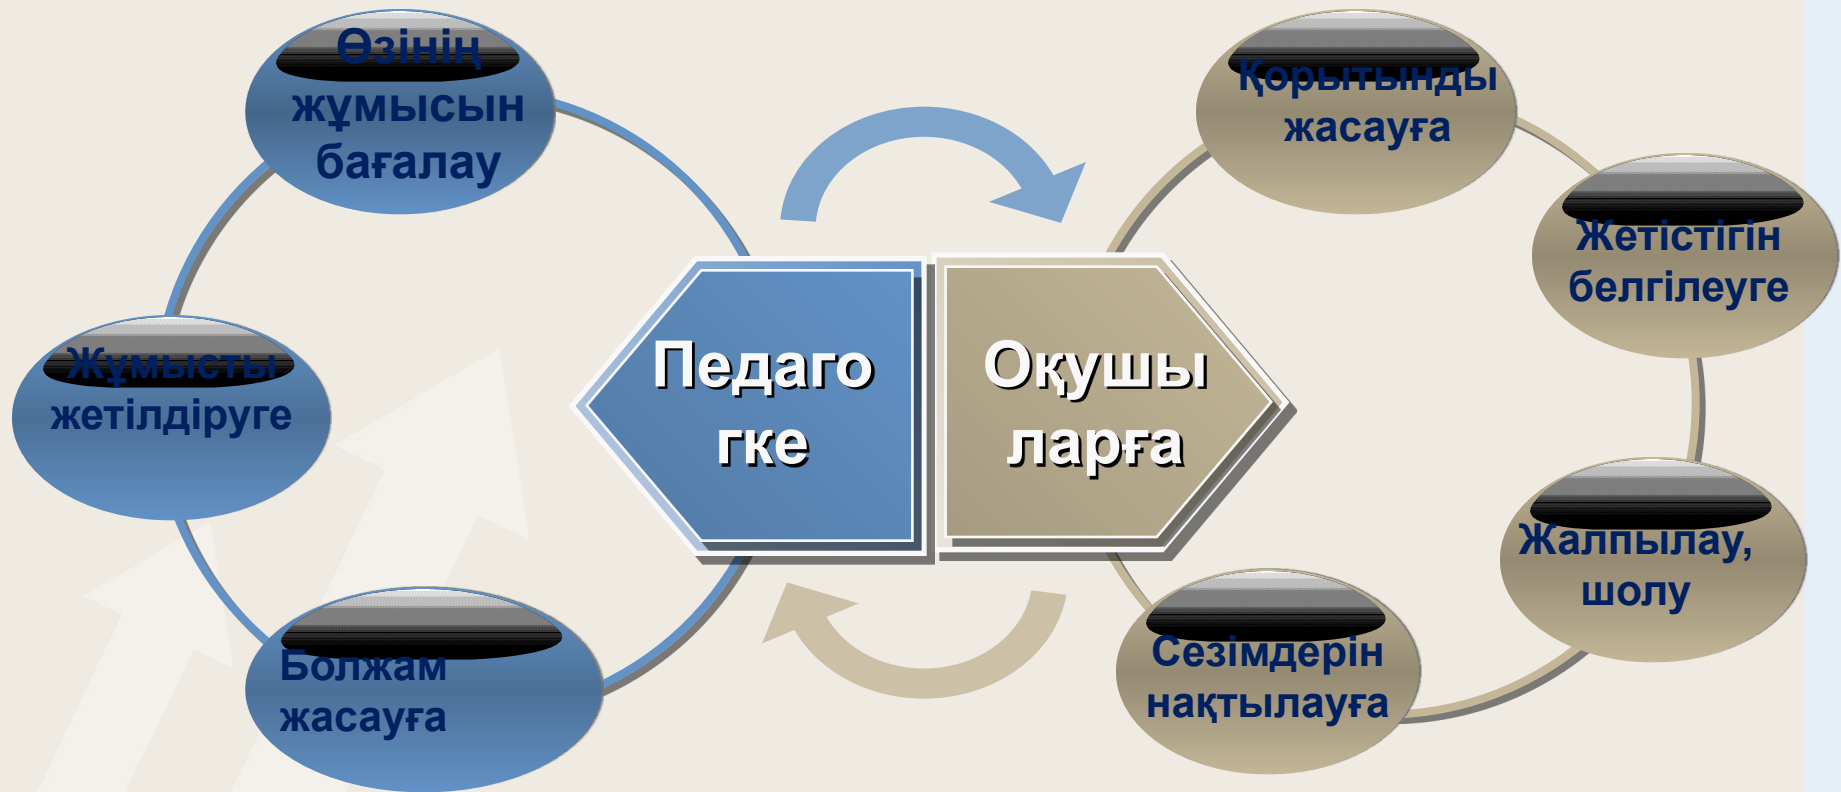 Өзінің
жұмысын
бағалау
Жұмысты
жетілдіруге
Болжам
жасауға
Педаго
гке
Оқушы
ларға
Қорытынды
жасауға
Жетістігін
белгілеуге
Жалпылау,
шолу
Сезімдерін
нақтылауға